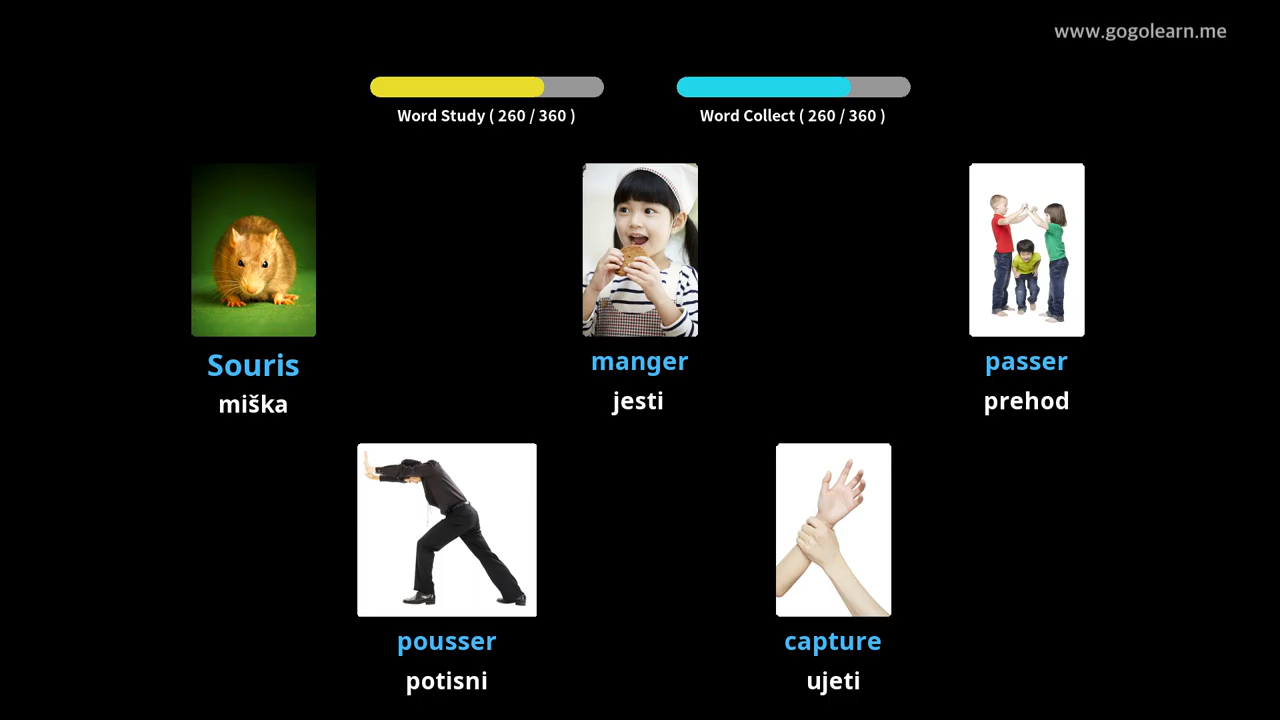 www.gogolearn.me
Word Study ( 260 / 360 )
Word Collect ( 260 / 360 )
Souris
miška
manger
jesti
passer
prehod
pousser
potisni
capture
ujeti